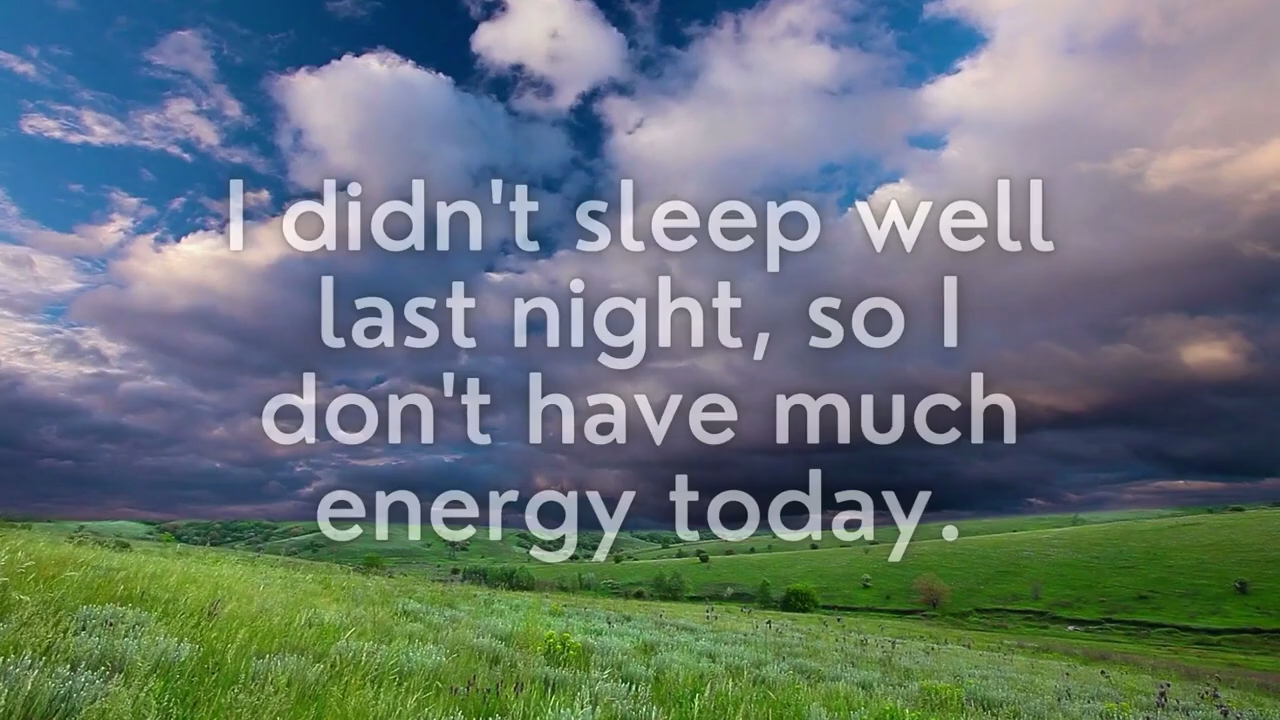 I didn't sleep well
last night, so I
don't have much
energy today.